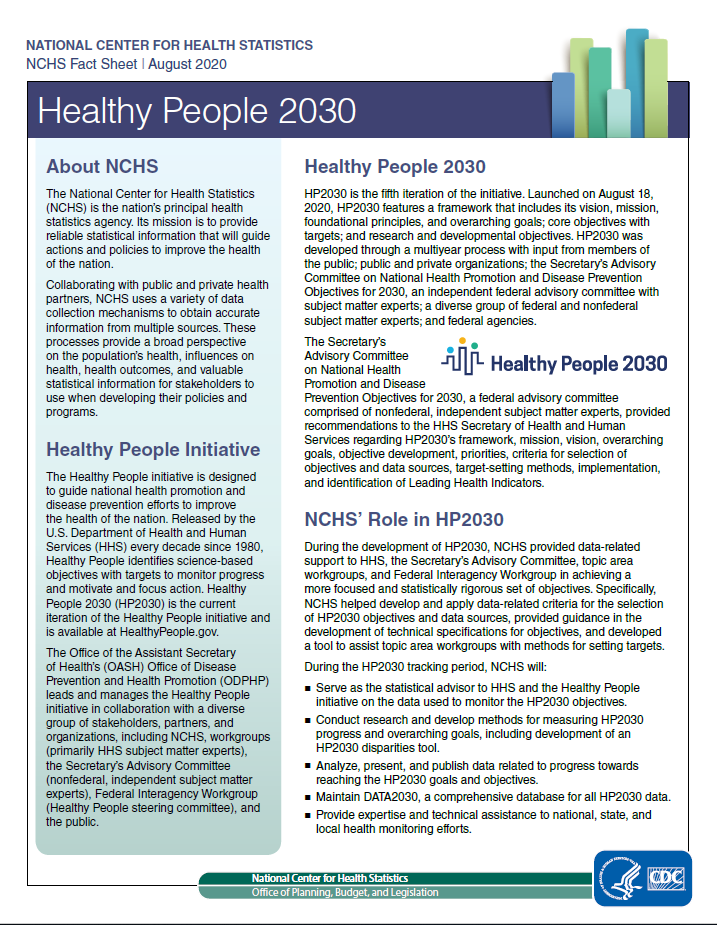 NATIONAL CENTER FOR HEALTH STATISTICS
NCHS Fact Sheet | August 2020
Healthy People 2030
About NCHS
The National Center for Health Statistics
(NCHS) is the nation's principal health
statistics agency. Its mission is to provide
reliable statistical information that will guide
actions and policies to improve the health
of the nation.
Collaborating with public and private health
partners, NCHS uses a variety of data
collection mechanisms to obtain accurate
information from multiple sources. These
processes provide a broad perspective
on the population's health, influences on
health, health outcomes, and valuable
statistical information for stakeholders to
use when developing their policies and
programs.
Healthy People Initiative
The Healthy People initiative is designed
to guide national health promotion and
disease prevention efforts to improve
the health of the nation. Released by the
U.S. Department of Health and Human
Services (HHS) every decade since 1980,
Healthy People identifies science-based
objectives with targets to monitor progress
and motivate and focus action. Healthy
People 2030 (HP2030) is the current
iteration of the Healthy People initiative and
is available at HealthyPeople.gov.
The Office of the Assistant Secretary
of Health's (OASH) Office of Disease
Prevention and Health Promotion (ODPHP)
leads and manages the Healthy People
initiative in collaboration with a diverse
group of stakeholders, partners, and
organizations, including NCHS, workgroups
(primarily HHS subject matter experts),
the Secretary's Advisory Committee
(nonfederal, independent subject matter
experts), Federal Interagency Workgroup
(Healthy People steering committee), and
the public.
Healthy People 2030
HP2030 is the fifth iteration of the initiative. Launched on August 18,
2020, HP2030 features a framework that includes its vision, mission,
foundational principles, and overarching goals; core objectives with
targets; and research and developmental objectives. HP2030 was
developed through a multiyear process with input from members of
the public; public and private organizations; the Secretary's Advisory
Committee on National Health Promotion and Disease Prevention
Objectives for 2030, an independent federal advisory committee with
subject matter experts; a diverse group of federal and nonfederal
subject matter experts; and federal agencies.
The Secretary's
Advisory Committee
on National Health
Promotion and Disease
Healthy People 2030
Prevention Objectives for 2030, a federal advisory committee
comprised of nonfederal, independent subject matter experts, provided
recommendations to the HHS Secretary of Health and Human
Services regarding HP2030's framework, mission, vision, overarching
goals, objective development, priorities, criteria for selection of
objectives and data sources, target-setting methods, implementation,
and identification of Leading Health Indicators.
NCHS' Role in HP2030
During the development of HP2030, NCHS provided data-related
support to HHS, the Secretary's Advisory Committee, topic area
workgroups, and Federal Interagency Workgroup in achieving a
more focused and statistically rigorous set of objectives. Specifically,
NCHS helped develop and apply data-related criteria for the selection
of HP2030 objectives and data sources, provided guidance in the
development of technical specifications for objectives, and developed
a tool to assist topic area workgroups with methods for setting targets.
During the HP2030 tracking period, NCHS will:
■ Serve as the statistical advisor to HHS and the Healthy People
initiative on the data used to monitor the HP2030 objectives.
■ Conduct research and develop methods for measuring HP2030
progress and overarching goals, including development of an
HP2030 disparities tool.
■ Analyze, present, and publish data related to progress towards
reaching the HP2030 goals and objectives.
■ Maintain DATA2030, a comprehensive database for all HP2030 data.
■ Provide expertise and technical assistance to national, state, and
local health monitoring efforts.
National Center for Health Statistics
Office of Planning, Budget, and Legislation
CDC